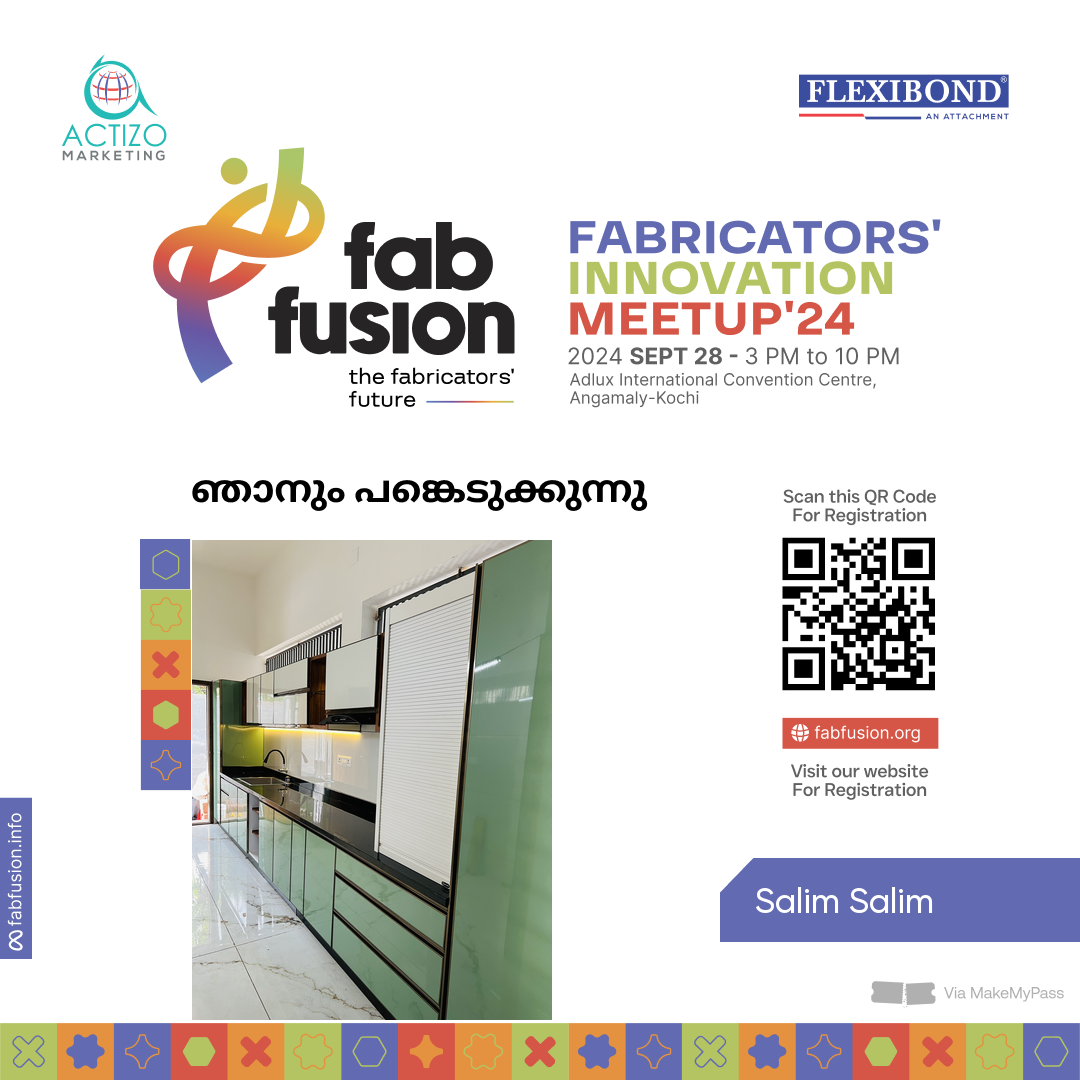 ACTIZO
MARKETING
FLEXIBOND®
AN ATTACHMENT
fab
fusion
the fabricators'
future
FABRICATORS'
INNOVATION
MEETUP'24
2024 SEPT 28 - 3 PM to 10 PM
Adlux International Convention Centre,
Angamaly-Kochi
ഞാനും പങ്കെടുക്കുന്നു
Scan this QR Code
For Registration
fabfusion.org
Visit our website
For Registration
fabfusion.info
Salim Salim
Via MakeMyPass